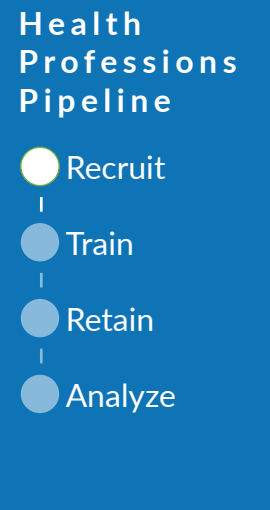 Health
Professions
Pipeline
Recruit
Train
Retain
Analyze